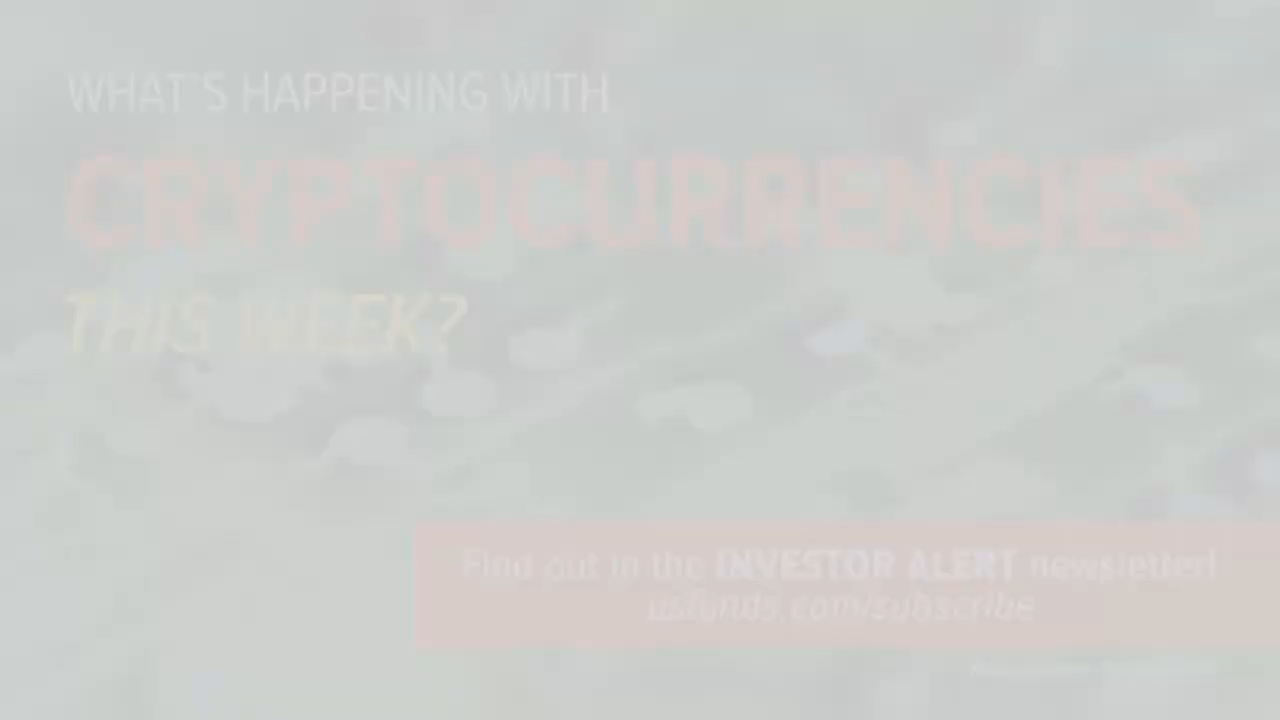 WHAT'S HAPPENING WITH
CRYPTOCURRENCIES
THIS WEEK?
Find out in the INVESTOR ALERT newsletter!
usfunds.com/subscribe